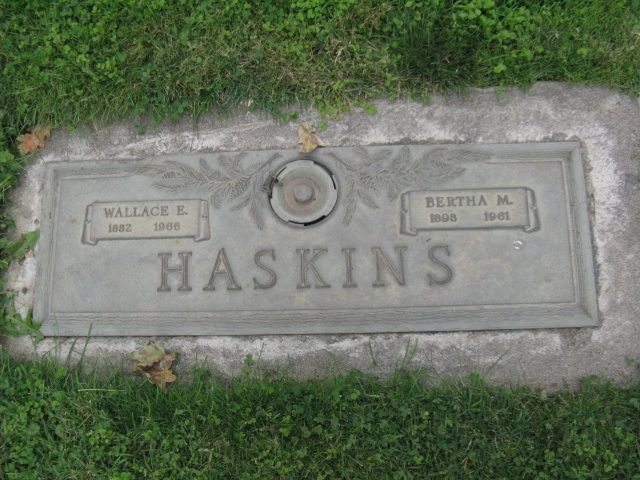 WALLACE E.
1882 1966
BERTHA M.
1898 1961
HASKINS